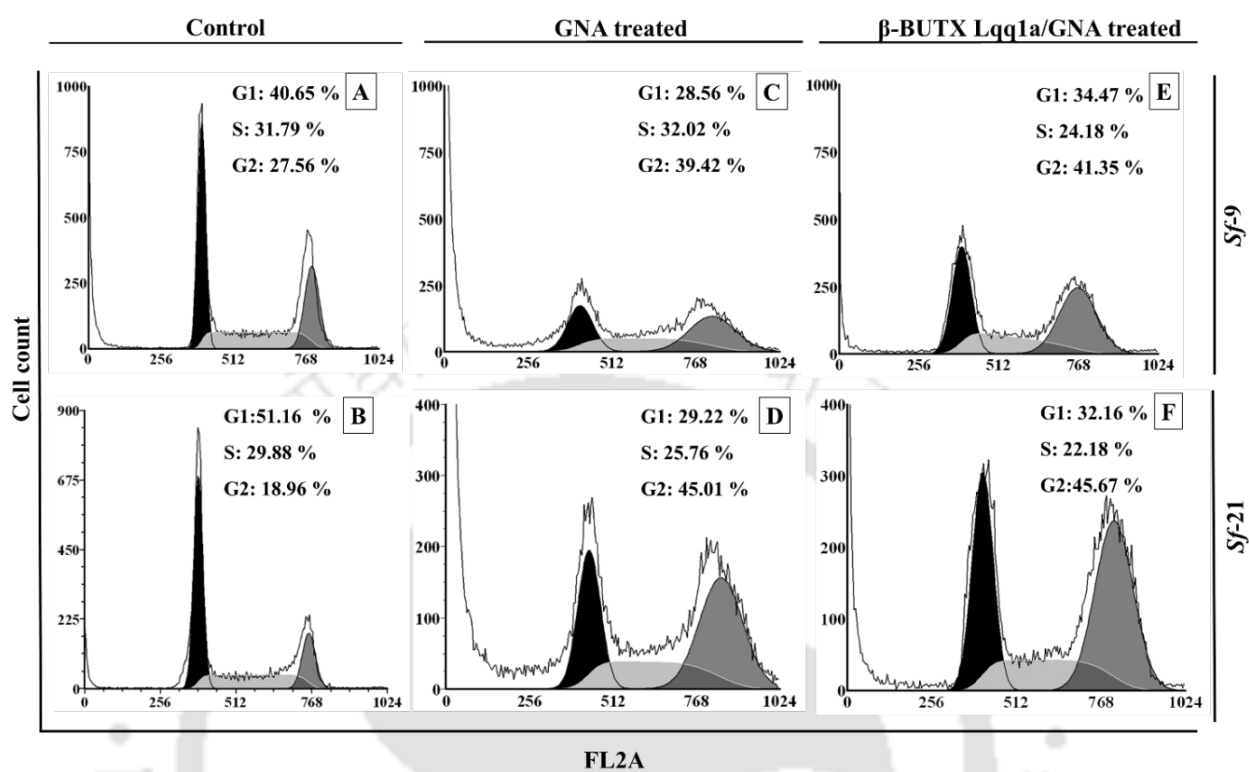 Control
GNA treated
β-BUTX Lqq1a/GNA treated
1000
750
500
250
0
0 256 512 768 1024
G1: 40.65 %
S: 31.79 %
G2: 27.56 %
A
1000
750
500
250
0
0 256 512 768 1024
G1: 28.56 %
S: 32.02 %
G2: 39.42 %
C
1000
750
500
250
0
0 256 512 768 1024
G1: 34.47 %
S: 24.18 %
G2: 41.35 %
E
Sf-9
Cell count
900
675
450
225
0
0 256 512 768 1024
G1:51.16 %
S: 29.88 %
G2: 18.96 %
B
400
300
200
100
0
0 256 512 768 1024
G1: 29.22 %
S: 25.76 %
G2: 45.01 %
D
400
300
200
100
0
0 256 512 768 1024
G1: 32.16 %
S: 22.18 %
G2:45.67 %
F
Sf-21
FL2A